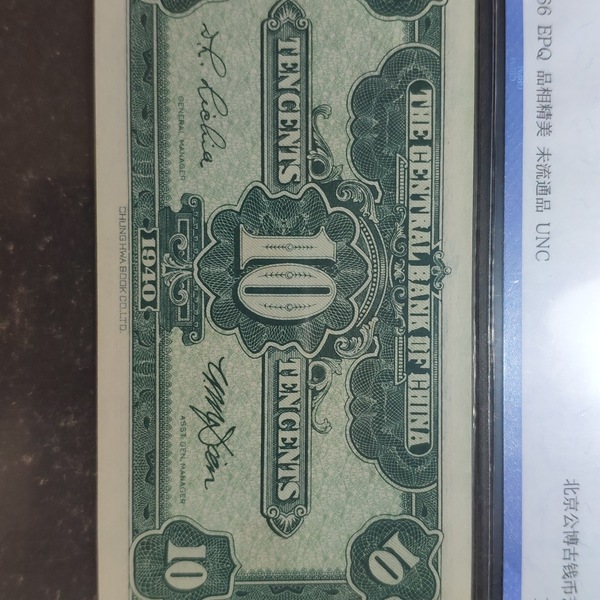 66 EPQ 品相精美 未流通品 UNC
北京公博古钱币
THE CENTRAL BANK OF CHINA
TEN CENTS TEN CENTS
10
GENERAL MANAGER
ASST. GEN. MANAGER
1940
10
10
CHUNG HWA BOOK CO. LTD.